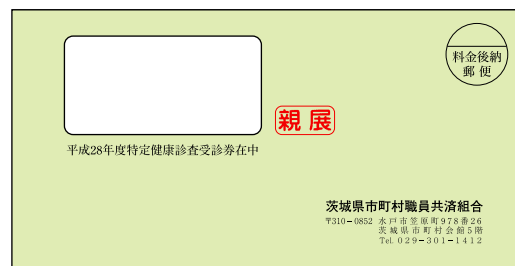 料金後納
郵便
親展
平成28年度特定健康診査受診券在中
茨城県市町村職員共済組合
〒310-0852 水戸市笠原町978番26
茨城県市町村会館5階
Tel. 029-301-1412